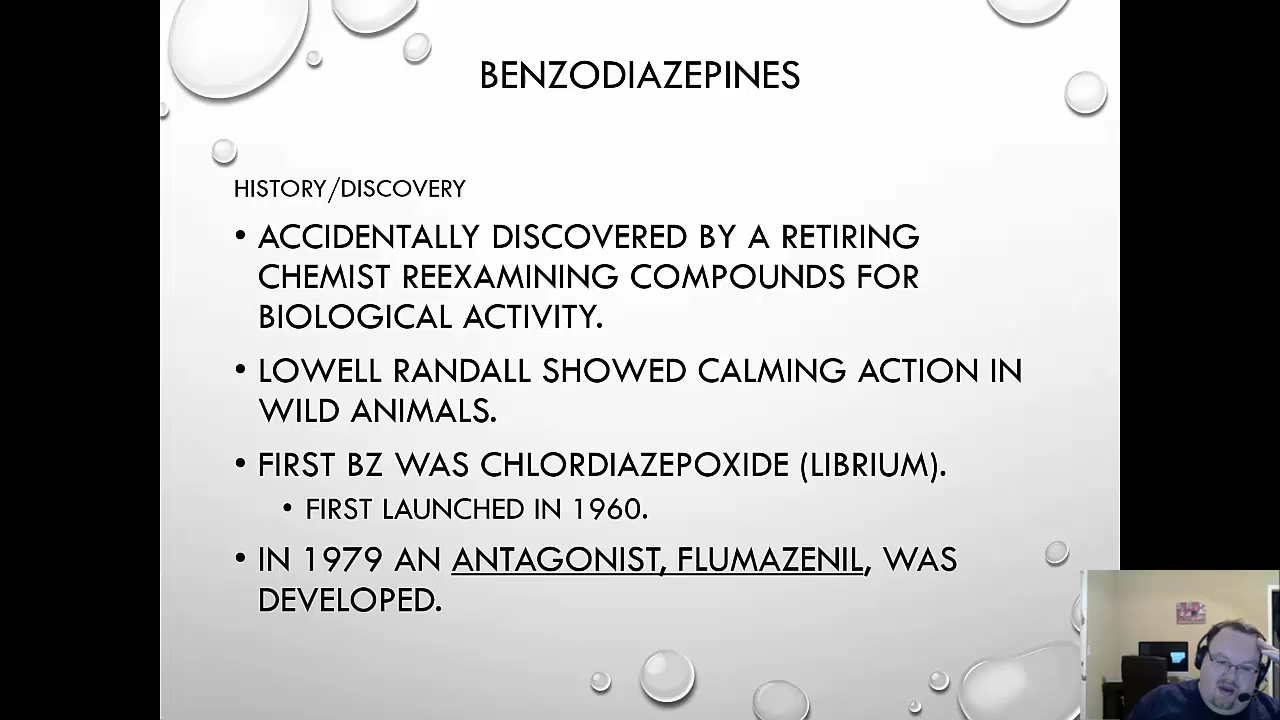 BENZODIAZEPINES
HISTORY/DISCOVERY
• ACCIDENTALLY DISCOVERED BY A RETIRING
CHEMIST REEXAMINING COMPOUNDS FOR
BIOLOGICAL ACTIVITY.
• LOWELL RANDALL SHOWED CALMING ACTION IN
WILD ANIMALS.
• FIRST BZ WAS CHLORDIAZEPOXIDE (LIBRIUM).
• FIRST LAUNCHED IN 1960.
• IN 1979 AN ANTAGONIST, FLUMAZENIL, WAS
DEVELOPED.